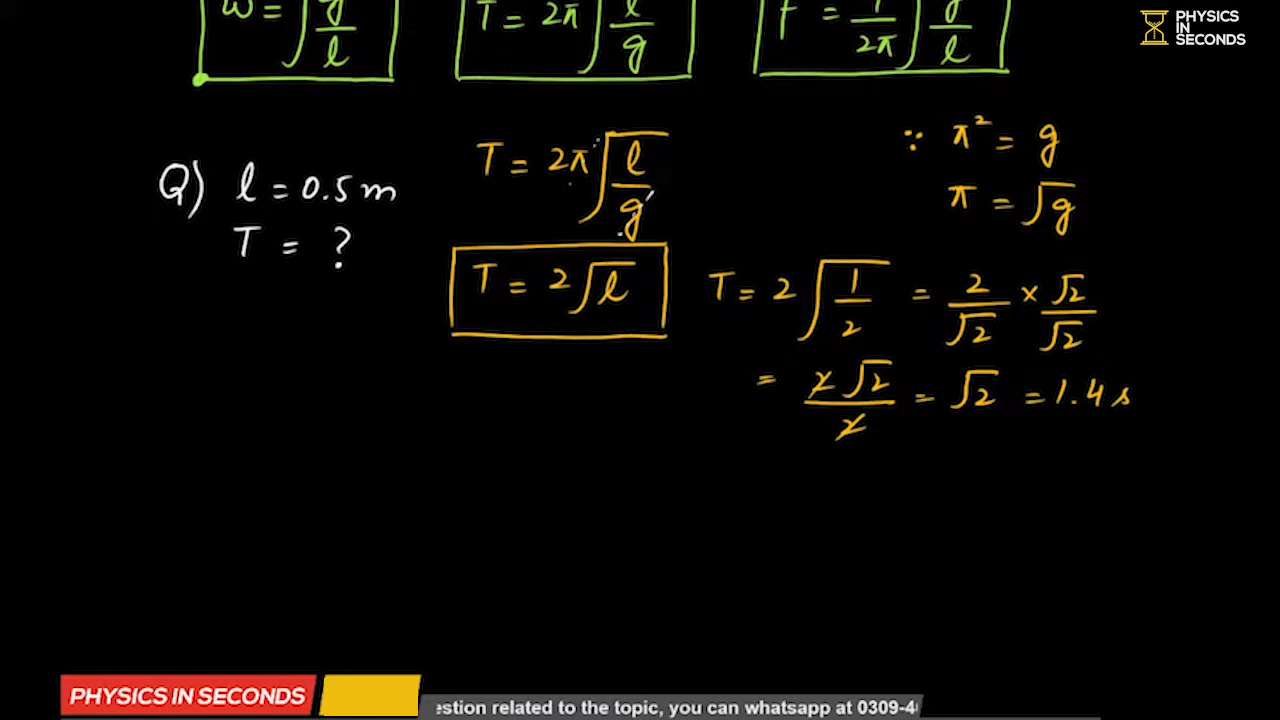 ω = √g/l T = 2π√l/g f = 1/2π √g/l
PHYSICS
IN
SECONDS
Q) l = 0.5 m
T = ?
T = 2π√l/g
T = 2√l
∵ π² = g
π = √g
T = 2√1/2 = 2/√2 × √2/√2
= 2√2/2 = √2 = 1.4 s
PHYSICS IN SECONDS
estion related to the topic, you can whatsapp at 0309-4